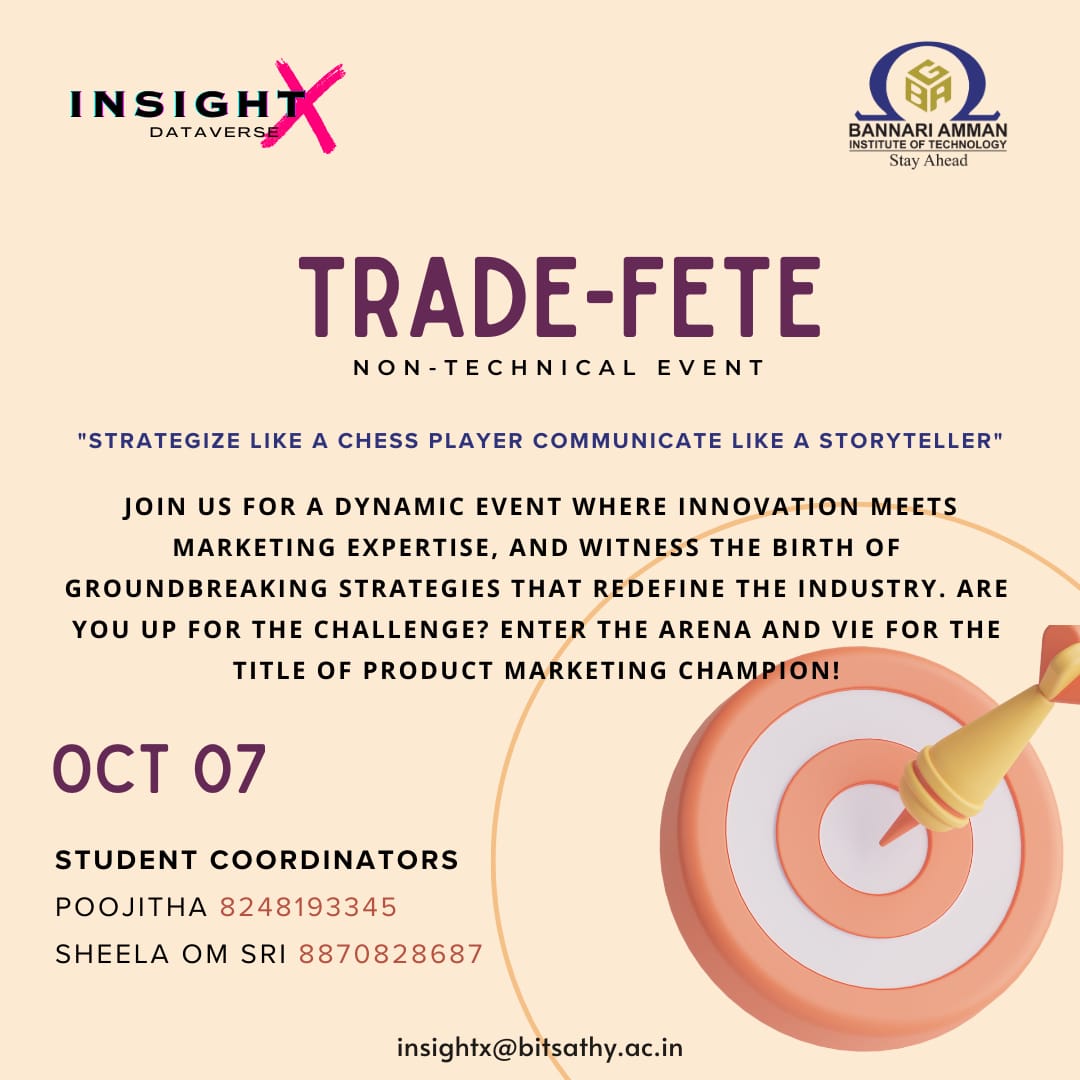 INSIGHTX
DATAVERSE
GBA
BANNARI AMMAN
INSTITUTE OF TECHNOLOGY
Stay Ahead
TRADE-FETE
NON-TECHNICAL EVENT
"STRATEGIZE LIKE A CHESS PLAYER COMMUNICATE LIKE A STORYTELLER"
JOIN US FOR A DYNAMIC EVENT WHERE INNOVATION MEETS
MARKETING EXPERTISE, AND WITNESS THE BIRTH OF
GROUNDBREAKING STRATEGIES THAT REDEFINE THE INDUSTRY. ARE
YOU UP FOR THE CHALLENGE? ENTER THE ARENA AND VIE FOR THE
TITLE OF PRODUCT MARKETING CHAMPION!
OCT 07
STUDENT COORDINATORS
POOJITHA 8248193345
SHEELA OM SRI 8870828687
insightx@bitsathy.ac.in